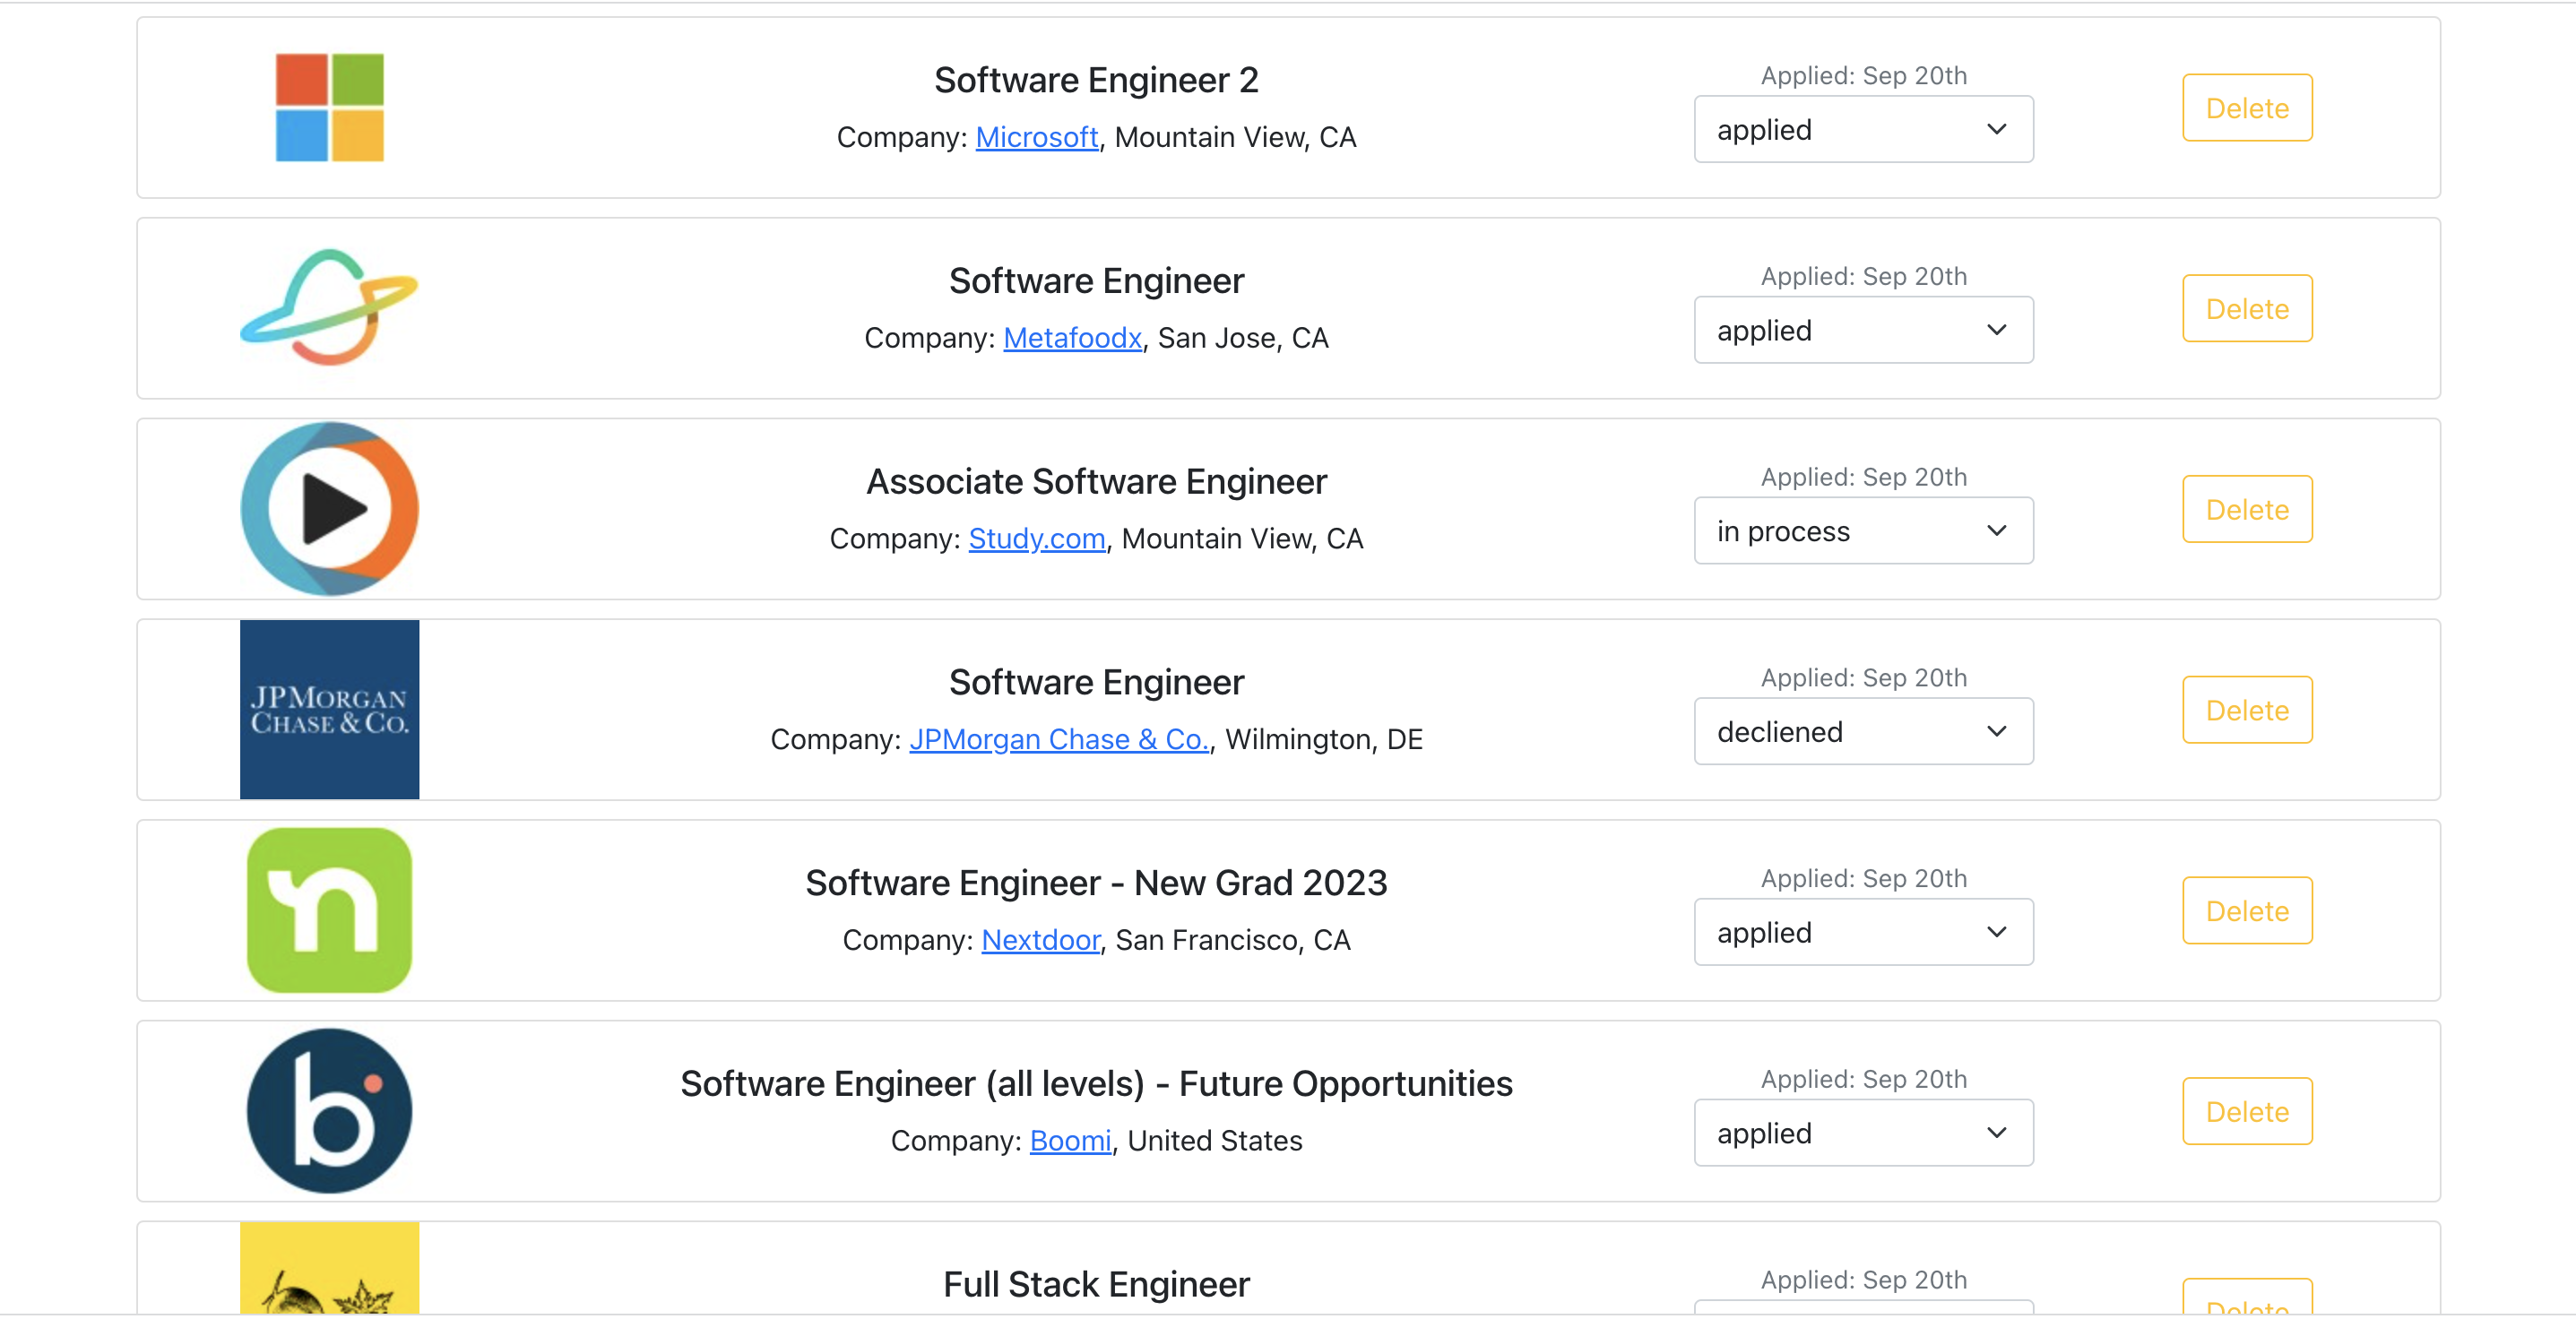 Software Engineer 2
Company: Microsoft, Mountain View, CA
Applied: Sep 20th
applied
Delete
Software Engineer
Company: Metafoodx, San Jose, CA
Applied: Sep 20th
applied
Delete
Associate Software Engineer
Company: Study.com, Mountain View, CA
Applied: Sep 20th
in process
Delete
JPMORGAN
CHASE & CO.
Software Engineer
Company: JPMorgan Chase & Co., Wilmington, DE
Applied: Sep 20th
decliened
Delete
n
Software Engineer - New Grad 2023
Company: Nextdoor, San Francisco, CA
Applied: Sep 20th
applied
Delete
b
Software Engineer (all levels) - Future Opportunities
Company: Boomi, United States
Applied: Sep 20th
applied
Delete
Full Stack Engineer
Applied: Sep 20th
Delete